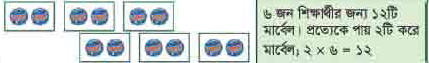 ৬ জন শিক্ষার্থীর জন্য ১২টি
মার্বেল। প্রত্যেকে পায় ২টি করে
মার্বেল; ২ × ৬ = ১২